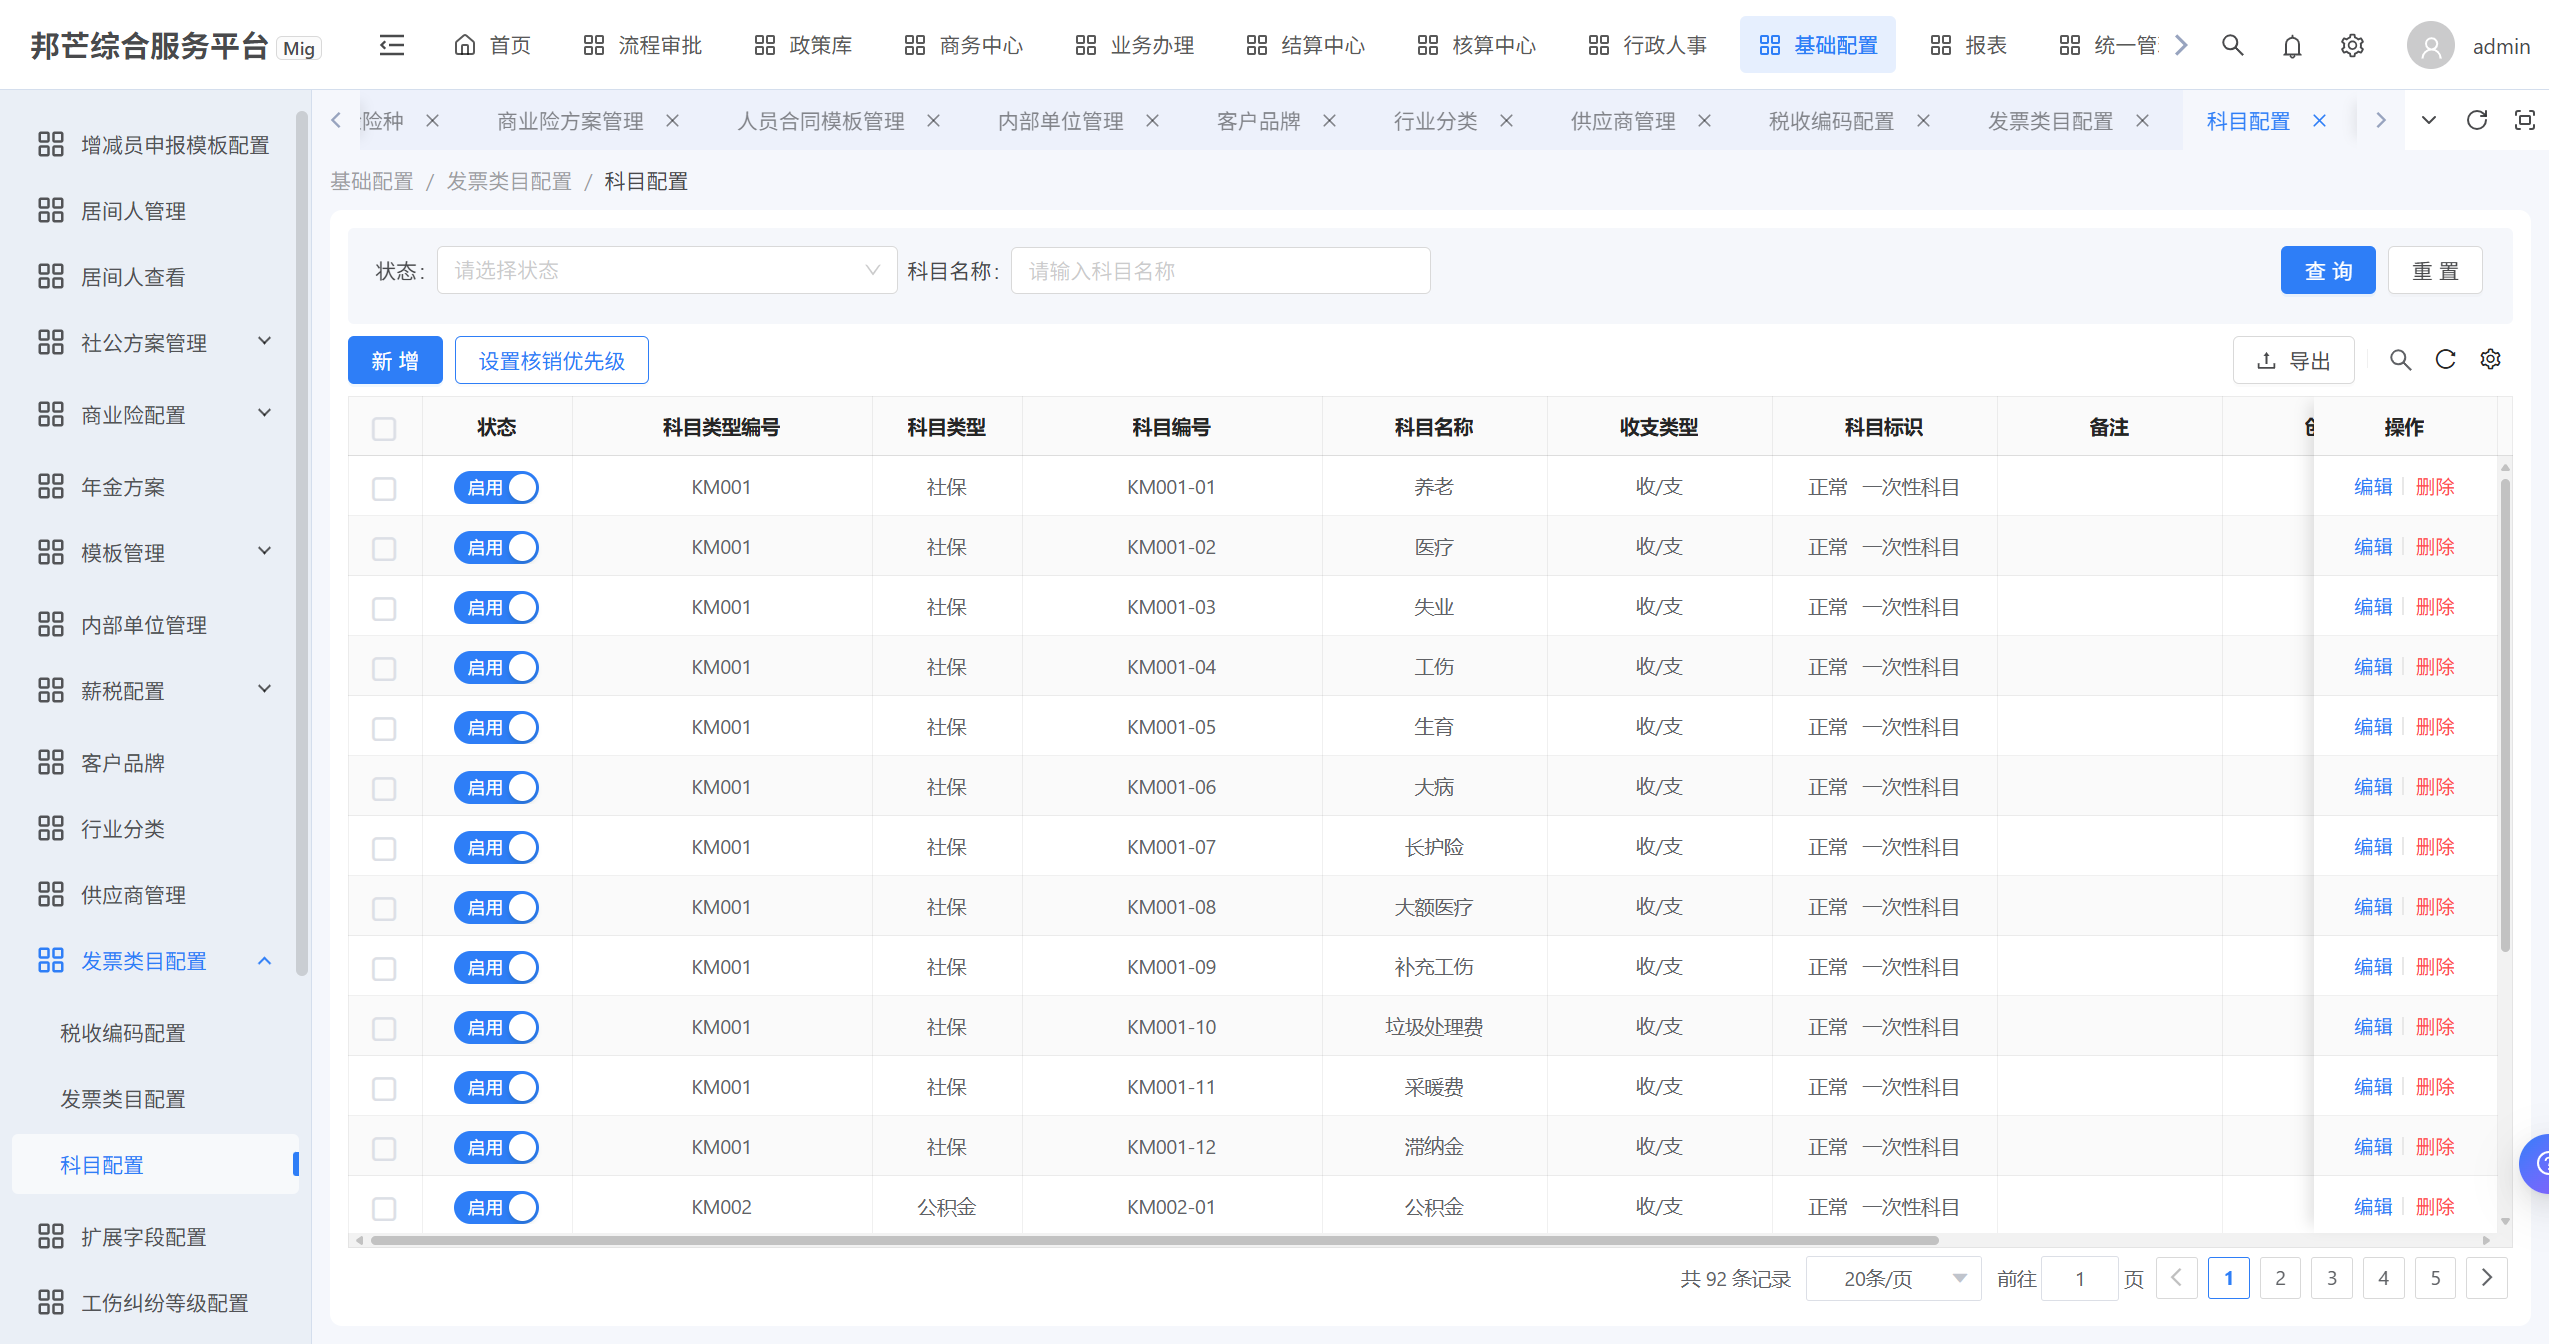 邦芒综合服务平台 Mig 首页 流程审批 政策库 商务中心 业务办理 结算中心 核算中心 行政人事 基础配置 报表 统一管 admin
险种 商业险方案管理 人员合同模板管理 内部单位管理 客户品牌 行业分类 供应商管理 税收编码配置 发票类目配置 科目配置
基础配置 / 发票类目配置 / 科目配置
增减员申报模板配置
居间人管理
居间人查看
社公方案管理
商业险配置
年金方案
模板管理
内部单位管理
薪税配置
客户品牌
行业分类
供应商管理
发票类目配置
税收编码配置
发票类目配置
科目配置
扩展字段配置
工伤纠纷等级配置
状态: 请选择状态 科目名称: 请输入科目名称 查 询 重 置
新 增 设置核销优先级 导出
状态 科目类型编号 科目类型 科目编号 科目名称 收支类型 科目标识 备注 操作
启用 KM001 社保 KM001-01 养老 收/支 正常 一次性科目 编辑 删除
启用 KM001 社保 KM001-02 医疗 收/支 正常 一次性科目 编辑 删除
启用 KM001 社保 KM001-03 失业 收/支 正常 一次性科目 编辑 删除
启用 KM001 社保 KM001-04 工伤 收/支 正常 一次性科目 编辑 删除
启用 KM001 社保 KM001-05 生育 收/支 正常 一次性科目 编辑 删除
启用 KM001 社保 KM001-06 大病 收/支 正常 一次性科目 编辑 删除
启用 KM001 社保 KM001-07 长护险 收/支 正常 一次性科目 编辑 删除
启用 KM001 社保 KM001-08 大额医疗 收/支 正常 一次性科目 编辑 删除
启用 KM001 社保 KM001-09 补充工伤 收/支 正常 一次性科目 编辑 删除
启用 KM001 社保 KM001-10 垃圾处理费 收/支 正常 一次性科目 编辑 删除
启用 KM001 社保 KM001-11 采暖费 收/支 正常 一次性科目 编辑 删除
启用 KM001 社保 KM001-12 滞纳金 收/支 正常 一次性科目 编辑 删除
启用 KM002 公积金 KM002-01 公积金 收/支 正常 一次性科目 编辑 删除
共 92 条记录 20条/页 前往 1 页 1 2 3 4 5